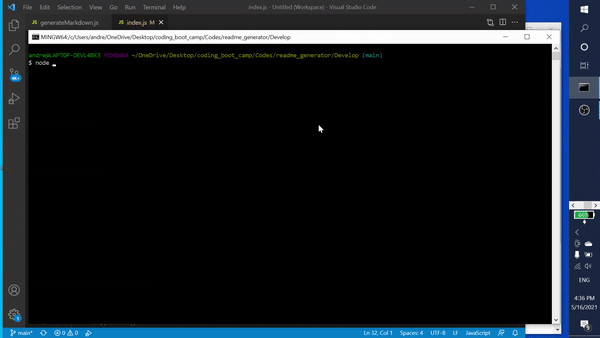 File Edit Selection View Go Run Terminal Help
index.js - Untitled (Workspace) - Visual Studio Code
JS generateMarkdown.js
JS index.js M
MINGW64:/c/Users/andre/OneDrive/Desktop/coding_boot_camp/Codes/readme_generator/Develop
andre@LAPTOP-DEVL4BK3 MINGW64 ~/OneDrive/Desktop/coding_boot_camp/Codes/readme_generator/Develop (main)
$ node
66%
ENG
4:36 PM
5/16/2021
main*
0 0
Ln 32, Col 1 Spaces: 4 UTF-8 LF JavaScript